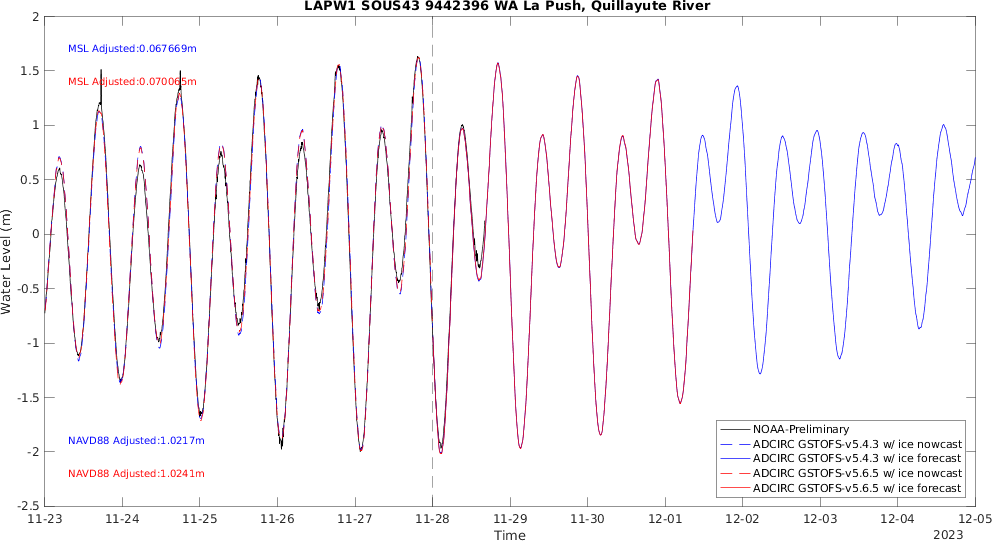 LAPW1 SOUS43 9442396 WA La Push, Quillayute River
2
1.5
1
0.5
0
-0.5
-1
-1.5
-2
-2.5
Water Level (m)
MSL Adjusted:0.067669m
MSL Adjusted:0.070065m
NAVD88 Adjusted:1.0217m
NAVD88 Adjusted:1.0241m
NOAA-Preliminary
ADCIRC GSTOFS-v5.4.3 w/ ice nowcast
ADCIRC GSTOFS-v5.4.3 w/ ice forecast
ADCIRC GSTOFS-v5.6.5 w/ ice nowcast
ADCIRC GSTOFS-v5.6.5 w/ ice forecast
11-23 11-24 11-25 11-26 11-27 11-28 11-29 11-30 12-01 12-02 12-03 12-04 12-05
Time
2023